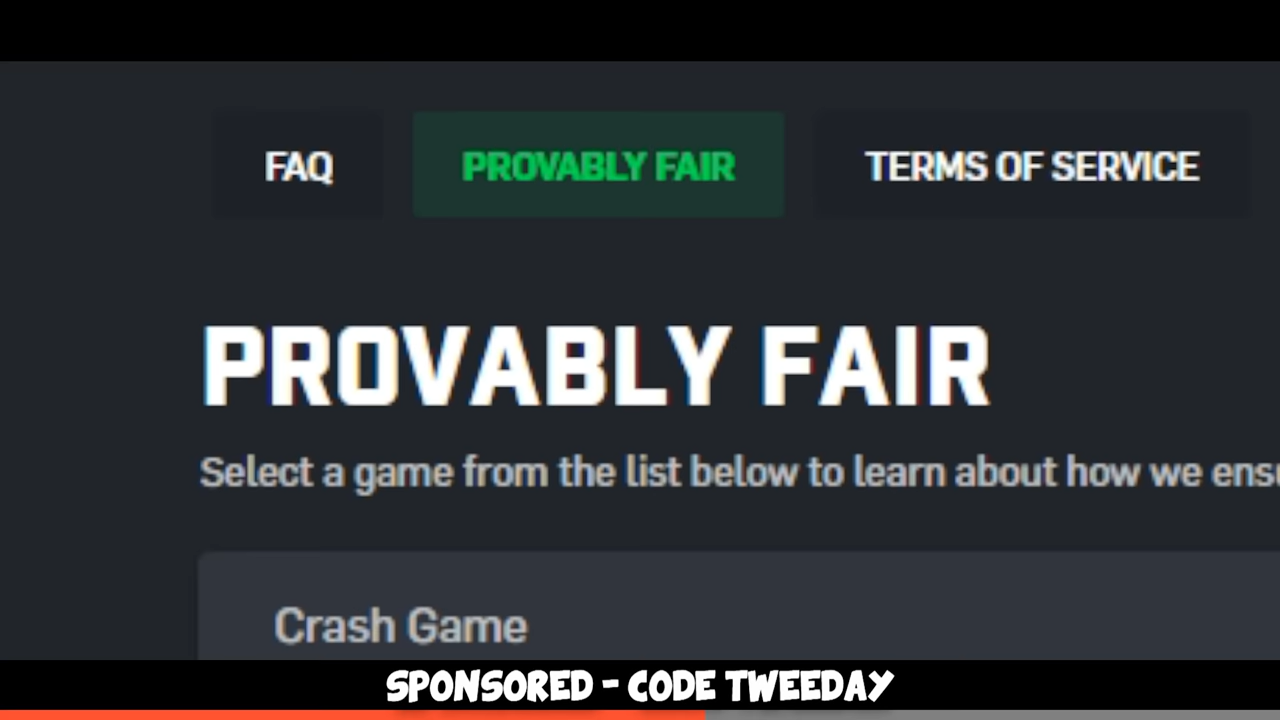 FAQ
PROVABLY FAIR
TERMS OF SERVICE
PROVABLY FAIR
Select a game from the list below to learn about how we
Crash Game
SPONSORED - CODE TWEEDAY